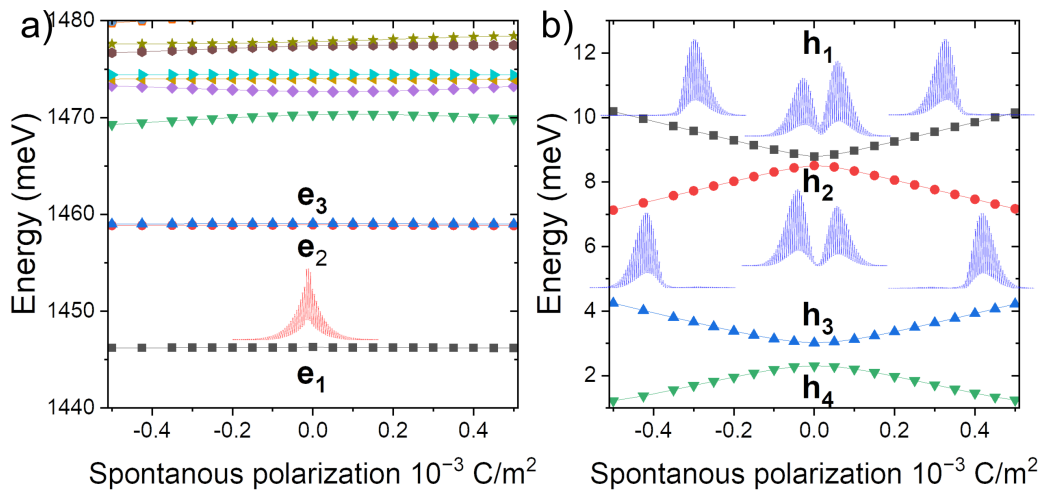 a)
1480
1470
1460
1450
1440
Energy (meV)
e₃
e₂
e₁
-0.4 -0.2 0.0 0.2 0.4
Spontanous polarization 10⁻³ C/m²
b)
12
10
8
6
4
2
Energy (meV)
h₁
h₂
h₃
h₄
-0.4 -0.2 0.0 0.2 0.4
Spontanous polarization 10⁻³ C/m²